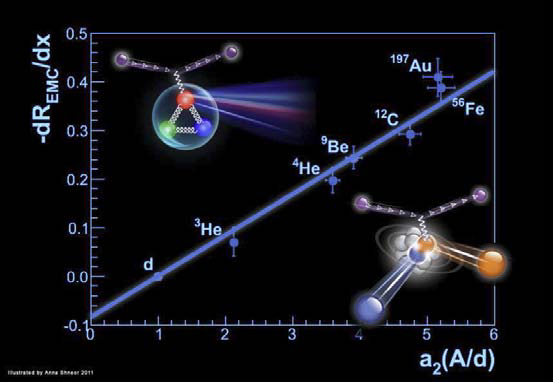 -dR_EMC/dx
0.5
0.4
0.3
0.2
0.1
0.0
-0.1
¹⁹⁷Au
⁵⁶Fe
¹²C
⁹Be
⁴He
³He
d
0 1 2 3 4 5 6
a₂(A/d)
Illustrated by Anna Shneor 2011